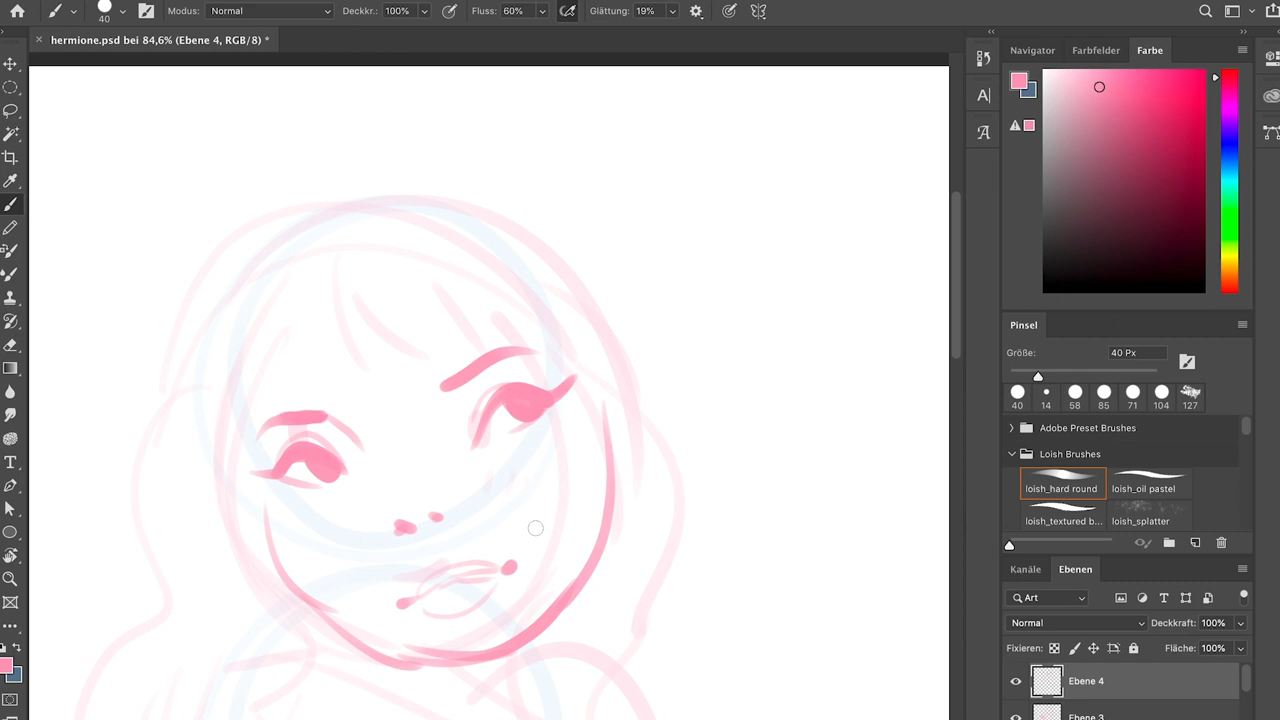 Modus: Normal Deckkr.: 100% Fluss: 60% Glättung: 19%
40
× hermione.psd bei 84,6% (Ebene 4, RGB/8) *
Navigator Farbfelder Farbe
Pinsel
Größe: 40 Px
40 14 58 85 71 104 127
Adobe Preset Brushes
Loish Brushes
loish_hard round loish_oil pastel
loish_textured b... loish_splatter
Kanäle Ebenen
Art
Normal Deckkraft: 100%
Fixieren: Fläche: 100%
Ebene 4
Ebene 3